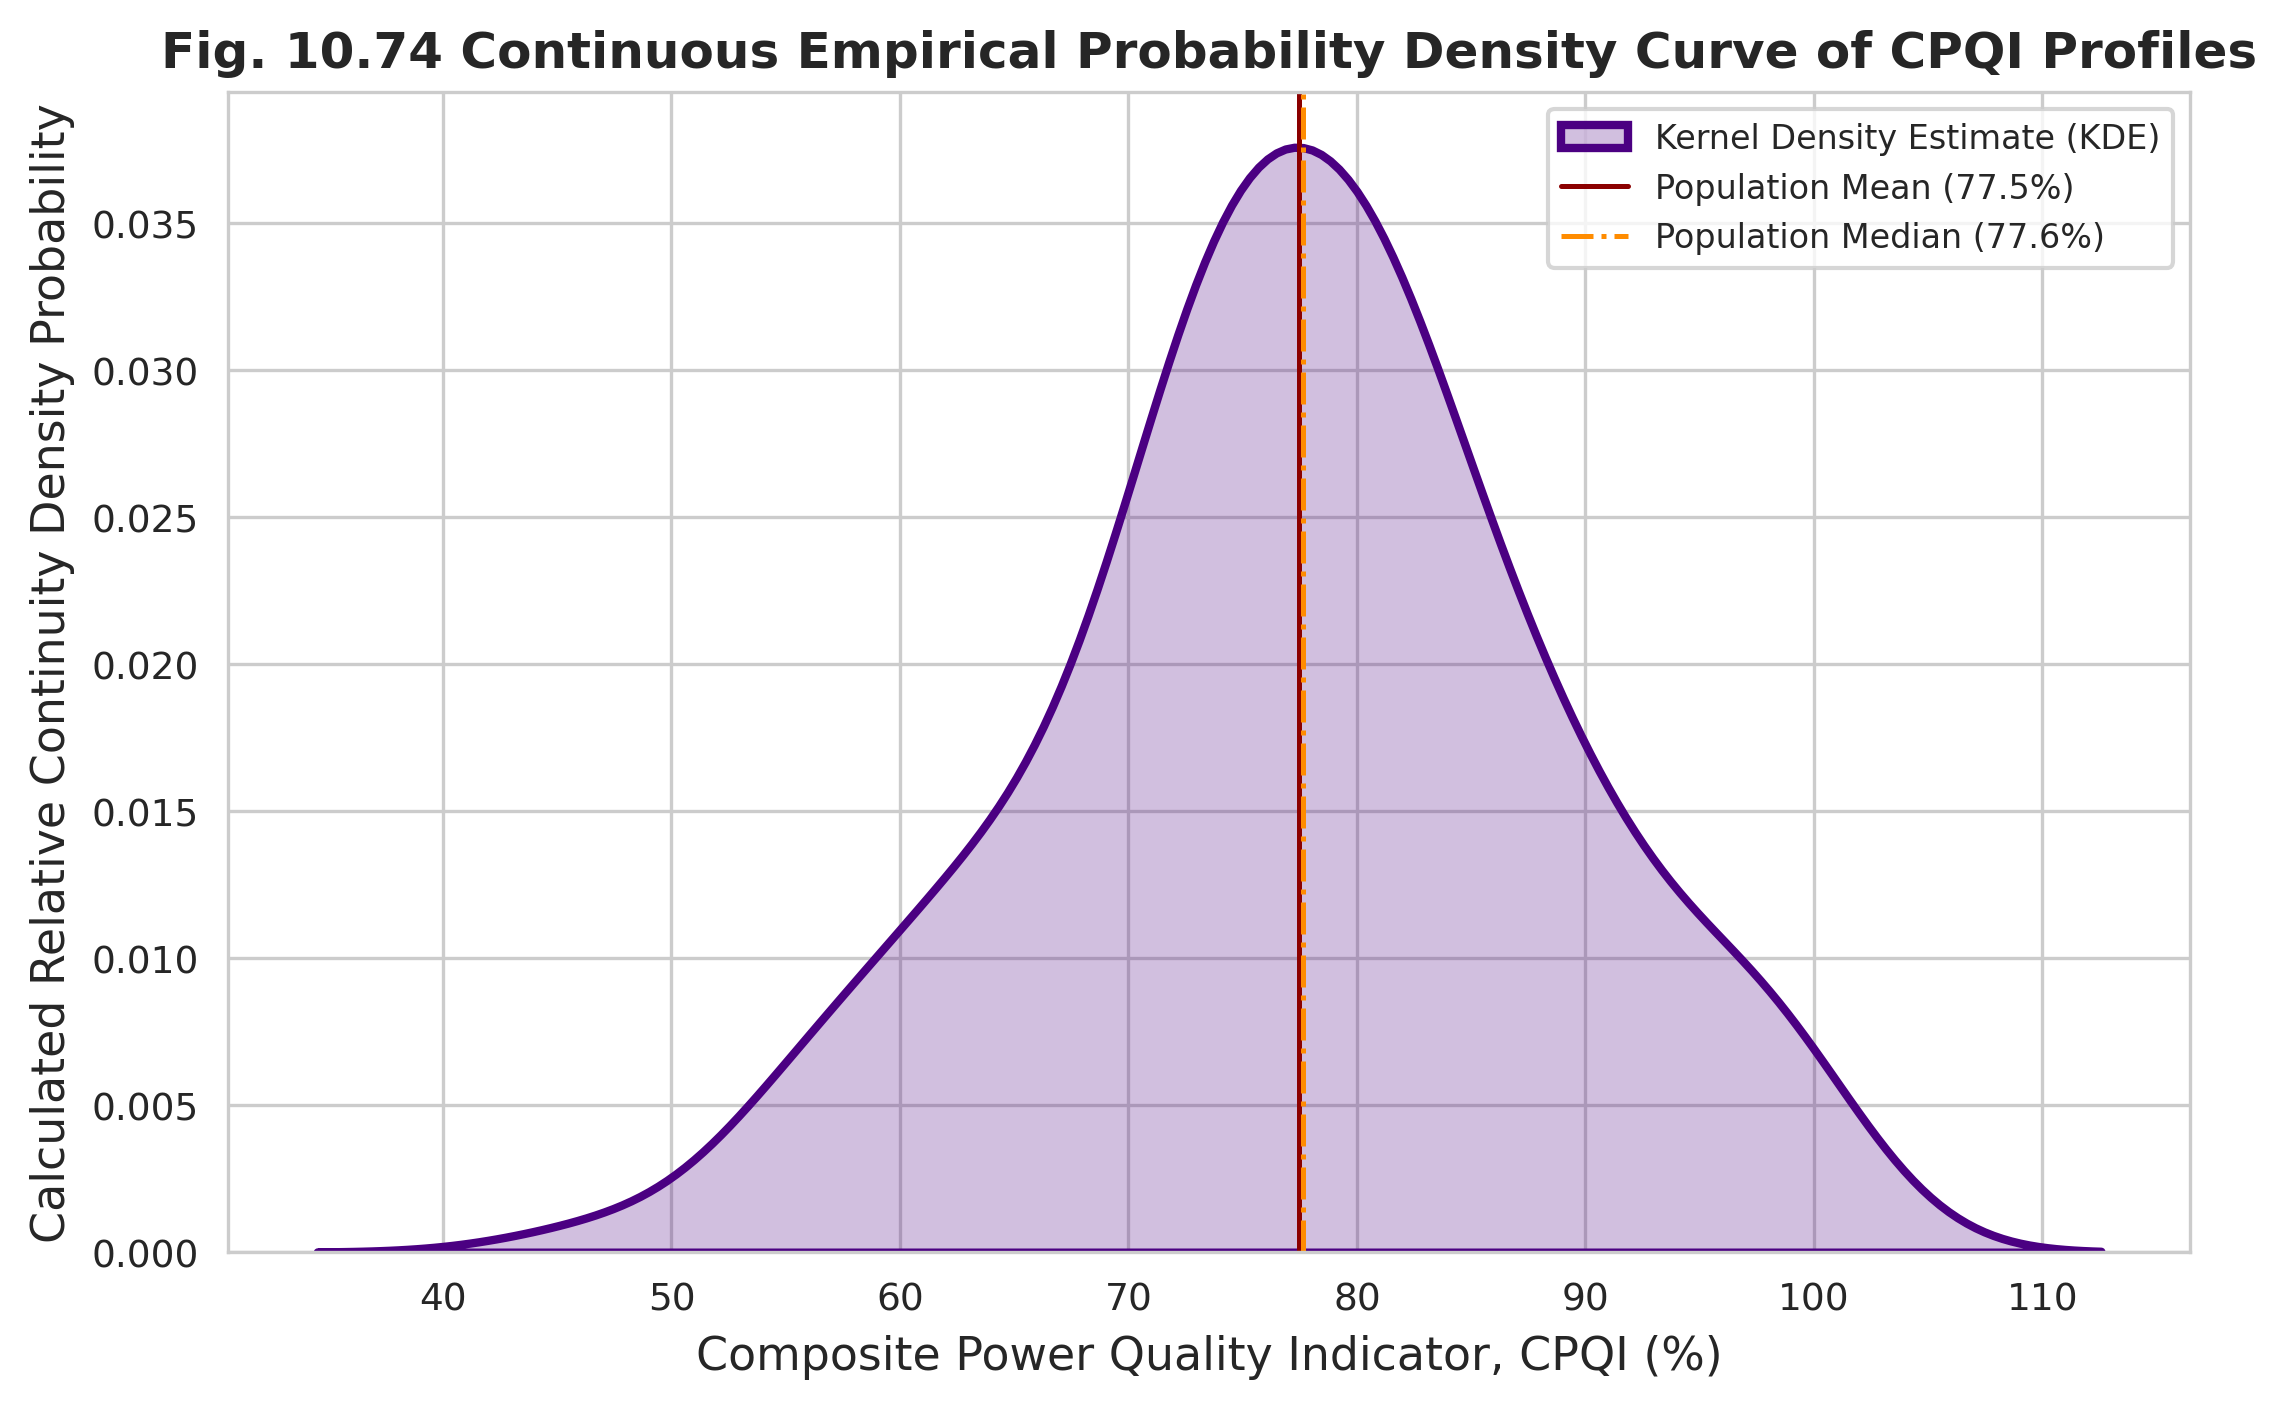 Fig. 10.74 Continuous Empirical Probability Density Curve of CPQI Profiles
Kernel Density Estimate (KDE)
Population Mean (77.5%)
Population Median (77.6%)
Calculated Relative Continuity Density Probability
0.035
0.030
0.025
0.020
0.015
0.010
0.005
0.000
40 50 60 70 80 90 100 110
Composite Power Quality Indicator, CPQI (%)